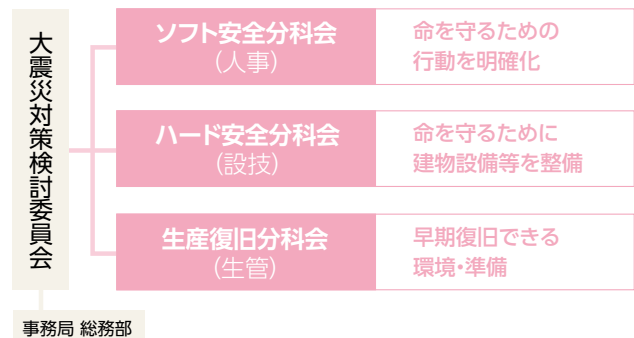 大震災対策検討委員会
ソフト安全分科会
(人事)
命を守るための
行動を明確化
ハード安全分科会
(設技)
命を守るために
建物設備等を整備
生産復旧分科会
(生管)
早期復旧できる
環境・準備
事務局 総務部